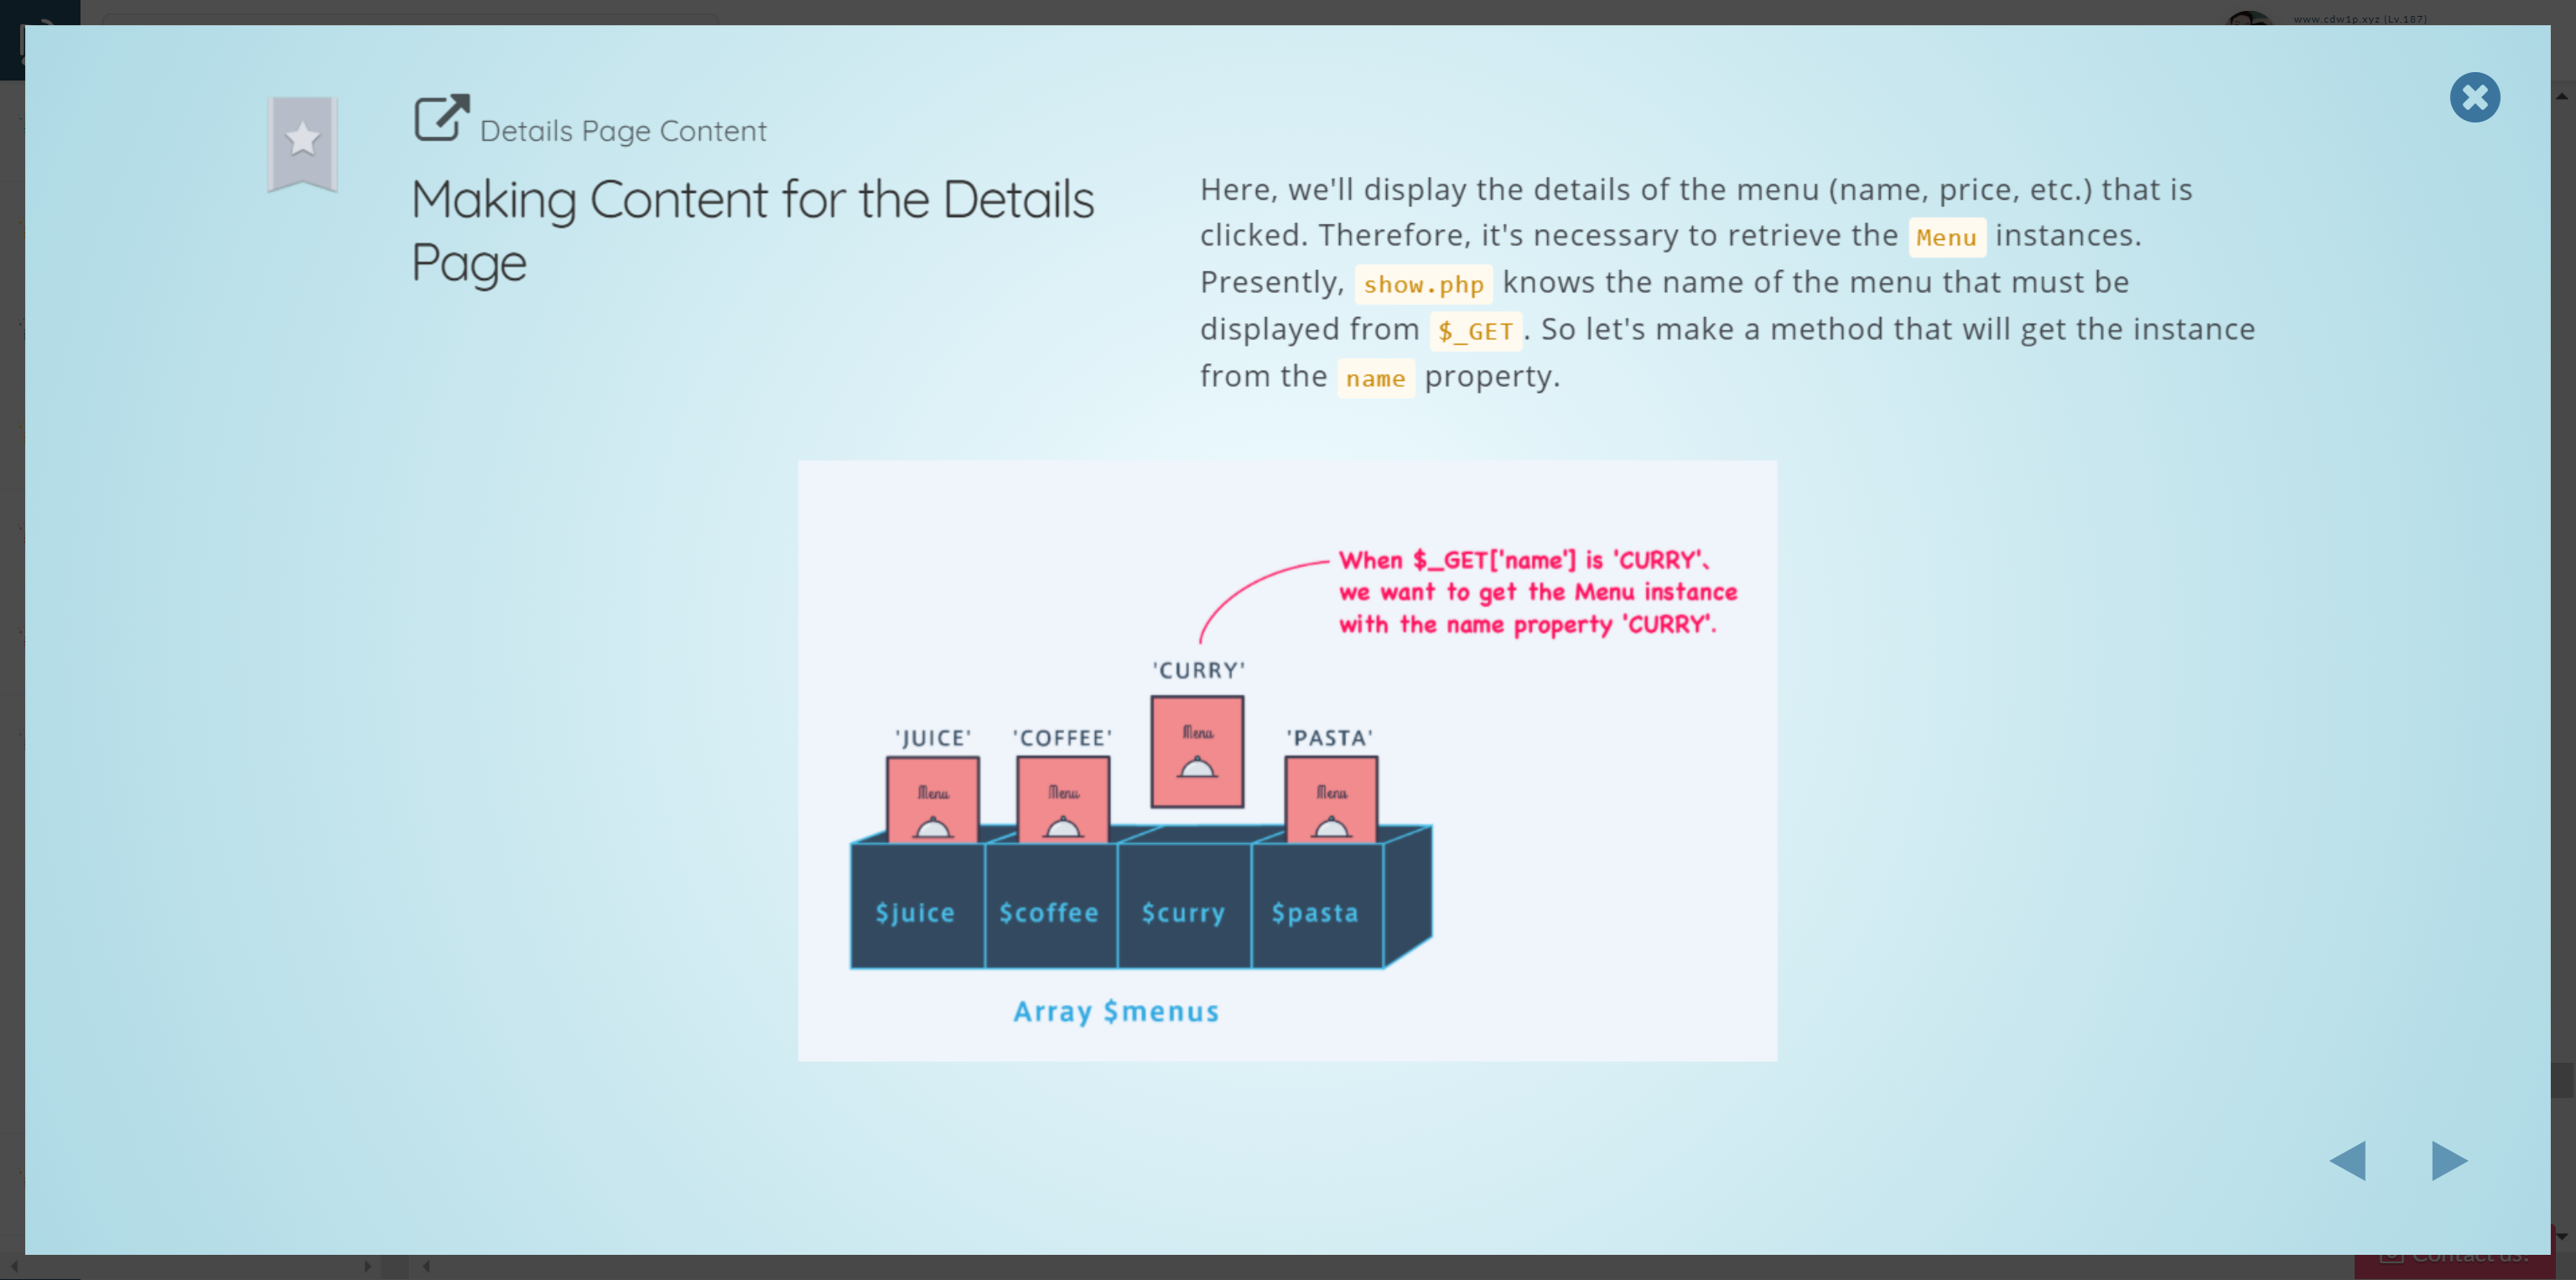 www.cdw1p.xyz (Lv.187)
Details Page Content
Making Content for the Details
Page
Here, we'll display the details of the menu (name, price, etc.) that is
clicked. Therefore, it's necessary to retrieve the Menu instances.
Presently, show.php knows the name of the menu that must be
displayed from $_GET. So let's make a method that will get the instance
from the name property.
When $_GET['name'] is 'CURRY'、
we want to get the Menu instance
with the name property 'CURRY'.
'CURRY'
Menu
'JUICE' 'COFFEE' 'PASTA'
Menu Menu Menu
$juice $coffee $curry $pasta
Array $menus
Contact us!